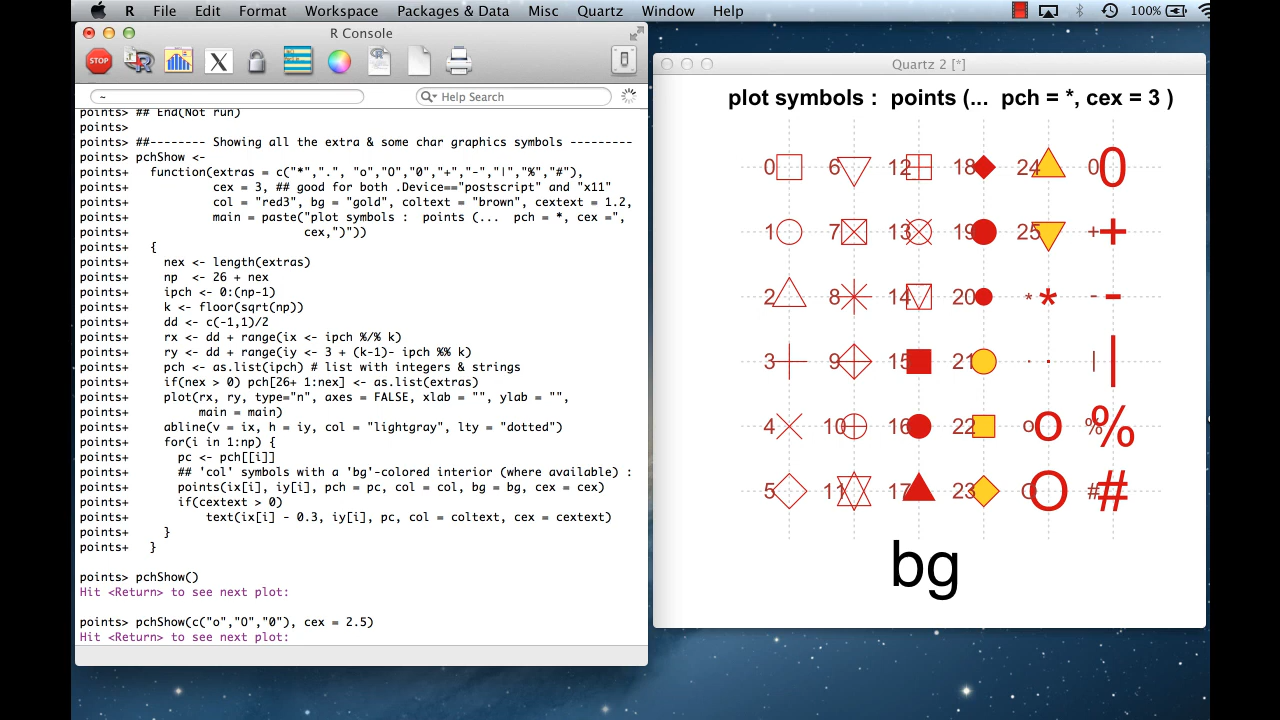 R File Edit Format Workspace Packages & Data Misc Quartz Window Help 100%
R Console
STOP R X
~ Help Search
points> ## End(Not run)
points>
points> ##-------- Showing all the extra & some char graphics symbols ---------
points> pchShow <-
points+ function(extras = c("*",".", "o","O","0","+","-","|","%","#"),
points+ cex = 3, ## good for both .Device=="postscript" and "x11"
points+ col = "red3", bg = "gold", coltext = "brown", cextext = 1.2,
points+ main = paste("plot symbols : points (... pch = *, cex =",
points+ cex,")"))
points+ {
points+ nex <- length(extras)
points+ np <- 26 + nex
points+ ipch <- 0:(np-1)
points+ k <- floor(sqrt(np))
points+ dd <- c(-1,1)/2
points+ rx <- dd + range(ix <- ipch %/% k)
points+ ry <- dd + range(iy <- 3 + (k-1)- ipch %% k)
points+ pch <- as.list(ipch) # list with integers & strings
points+ if(nex > 0) pch[26+ 1:nex] <- as.list(extras)
points+ plot(rx, ry, type="n", axes = FALSE, xlab = "", ylab = "",
points+ main = main)
points+ abline(v = ix, h = iy, col = "lightgray", lty = "dotted")
points+ for(i in 1:np) {
points+ pc <- pch[[i]]
points+ ## 'col' symbols with a 'bg'-colored interior (where available) :
points+ points(ix[i], iy[i], pch = pc, col = col, bg = bg, cex = cex)
points+ if(cextext > 0)
points+ text(ix[i] - 0.3, iy[i], pc, col = coltext, cex = cextext)
points+ }
points+ }
points> pchShow()
Hit <Return> to see next plot:
points> pchShow(c("o","O","0"), cex = 2.5)
Hit <Return> to see next plot:
Quartz 2 [*]
plot symbols : points (... pch = *, cex = 3 )
0 6 12 18 24 0 0
1 7 13 19 25 + +
2 8 14 20 * * - -
3 9 15 21 . . | |
4 10 16 22 o o % %
5 11 17 23 O O # #
bg